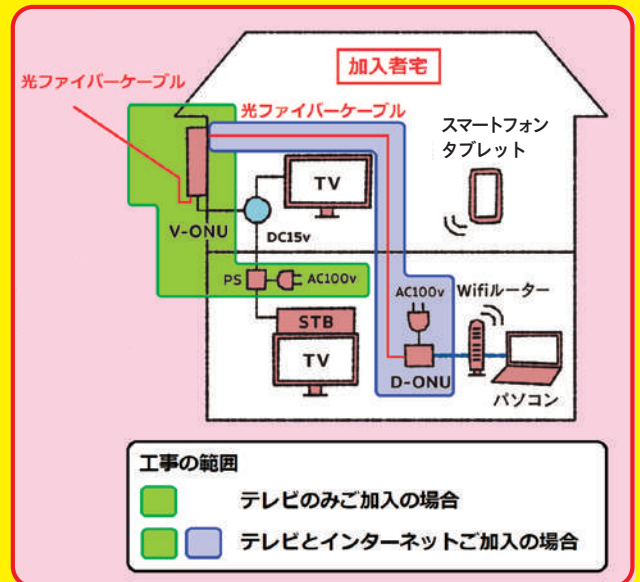 加入者宅
光ファイバーケーブル
光ファイバーケーブル
スマートフォン
タブレット
TV
V-ONU
DC15v
PS
AC100v
AC100v
Wifiルーター
STB
TV
D-ONU
パソコン
工事の範囲
テレビのみご加入の場合
テレビとインターネットご加入の場合